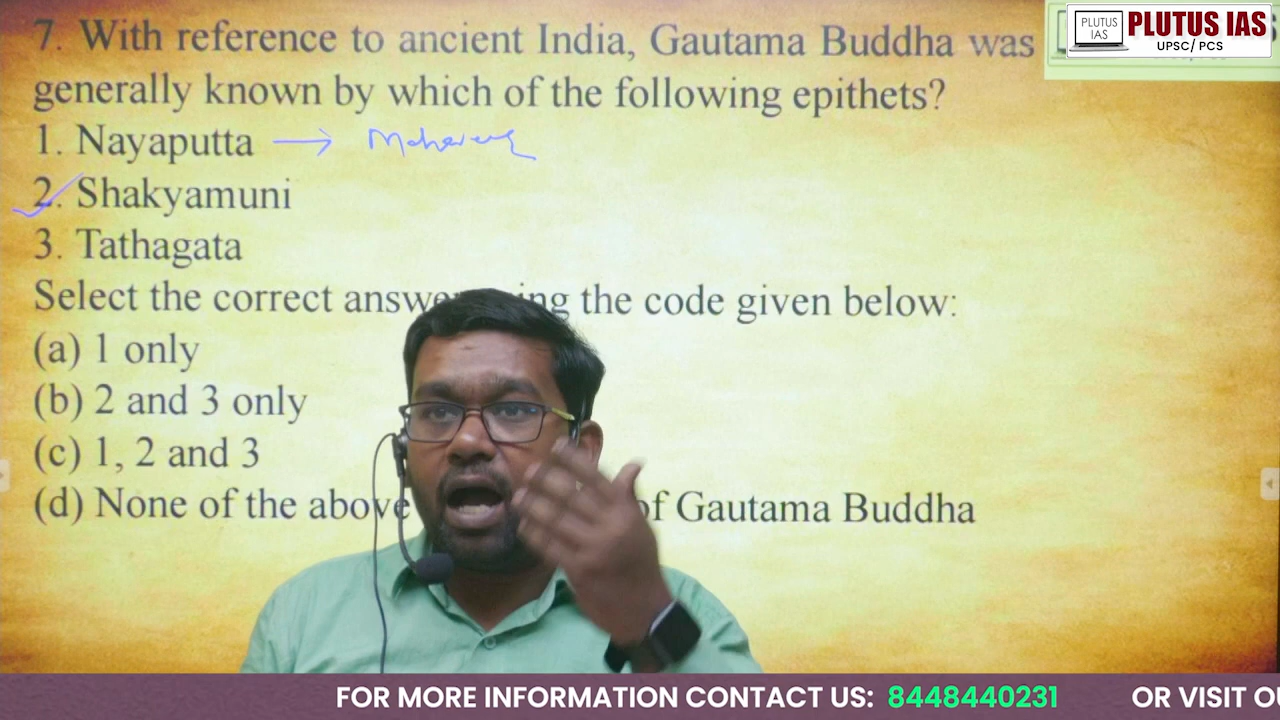 7. With reference to ancient India, Gautama Buddha was
generally known by which of the following epithets?
1. Nayaputta → 
2. Shakyamuni
3. Tathagata
Select the correct answer using the code given below:
(a) 1 only
(b) 2 and 3 only
(c) 1, 2 and 3
(d) None of the above of Gautama Buddha
PLUTUS IAS
PLUTUS IAS
UPSC/ PCS
FOR MORE INFORMATION CONTACT US: 8448440231 OR VISIT